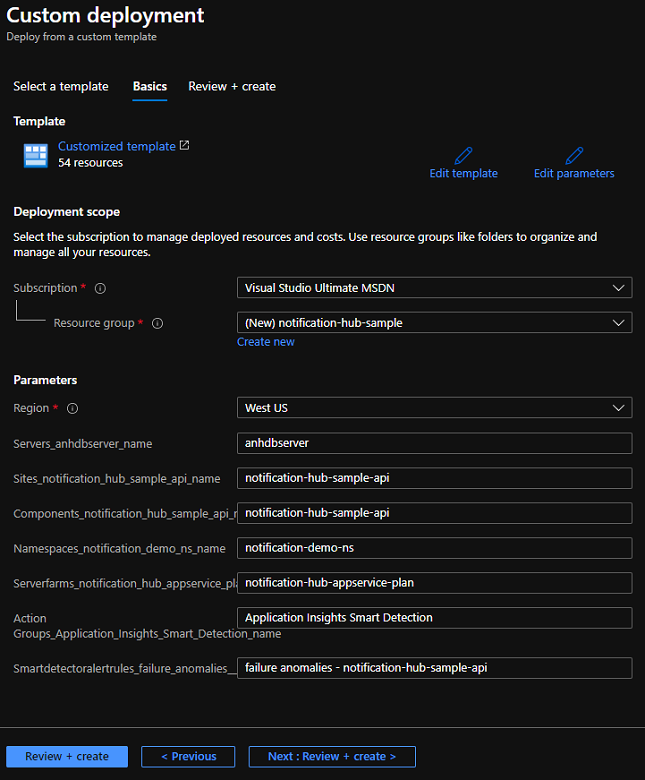 Custom deployment
Deploy from a custom template
Select a template Basics Review + create
Template
Customized template
54 resources
Edit template Edit parameters
Deployment scope
Select the subscription to manage deployed resources and costs. Use resource groups like folders to organize and
manage all your resources.
Subscription * Visual Studio Ultimate MSDN
Resource group * (New) notification-hub-sample
Create new
Parameters
Region * West US
Servers_anhdbserver_name anhdbserver
Sites_notification_hub_sample_api_name notification-hub-sample-api
Components_notification_hub_sample_api_n notification-hub-sample-api
Namespaces_notification_demo_ns_name notification-demo-ns
Serverfarms_notification_hub_appservice_pla notification-hub-appservice-plan
Action Application Insights Smart Detection
Groups_Application_Insights_Smart_Detection_name
Smartdetectoralertrules_failure_anomalies__ failure anomalies - notification-hub-sample-api
Review + create < Previous Next : Review + create >